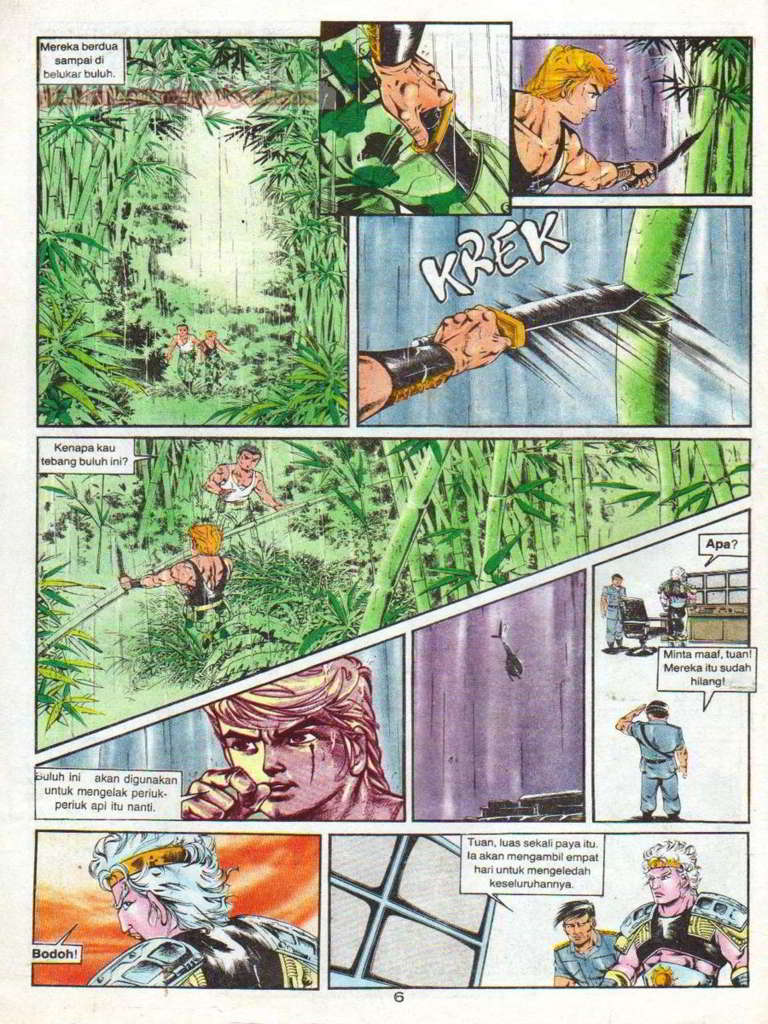 Mereka berdua
sampai di
belukar buluh.
KREK
Kenapa kau
tebang buluh ini?
Buluh ini akan digunakan
untuk mengelak periuk-
periuk api itu nanti.
Apa?
Minta maaf, tuan!
Mereka itu sudah
hilang!
Bodoh!
Tuan, luas sekali paya itu.
Ia akan mengambil empat
hari untuk mengeledah
keseluruhannya.
6